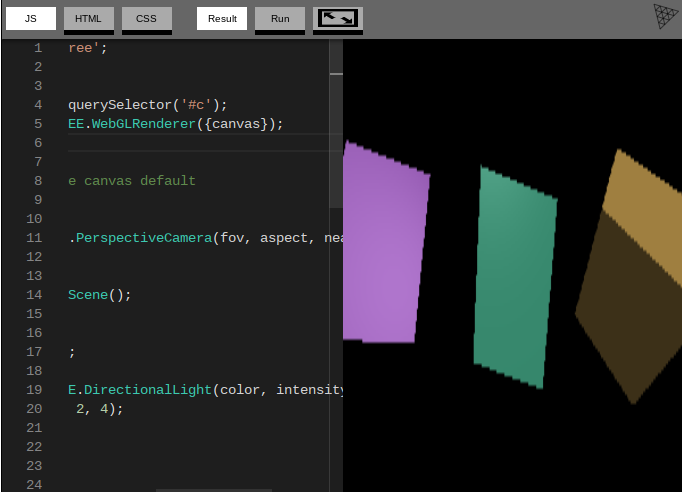 JS HTML CSS Result Run
1 ree';
2
3
4 querySelector('#c');
5 EE.WebGLRenderer({canvas});
6
7
8 e canvas default
9
10
11 .PerspectiveCamera(fov, aspect, nea
12
13
14 Scene();
15
16
17 ;
18
19 E.DirectionalLight(color, intensity
20 2, 4);
21
22
23
24